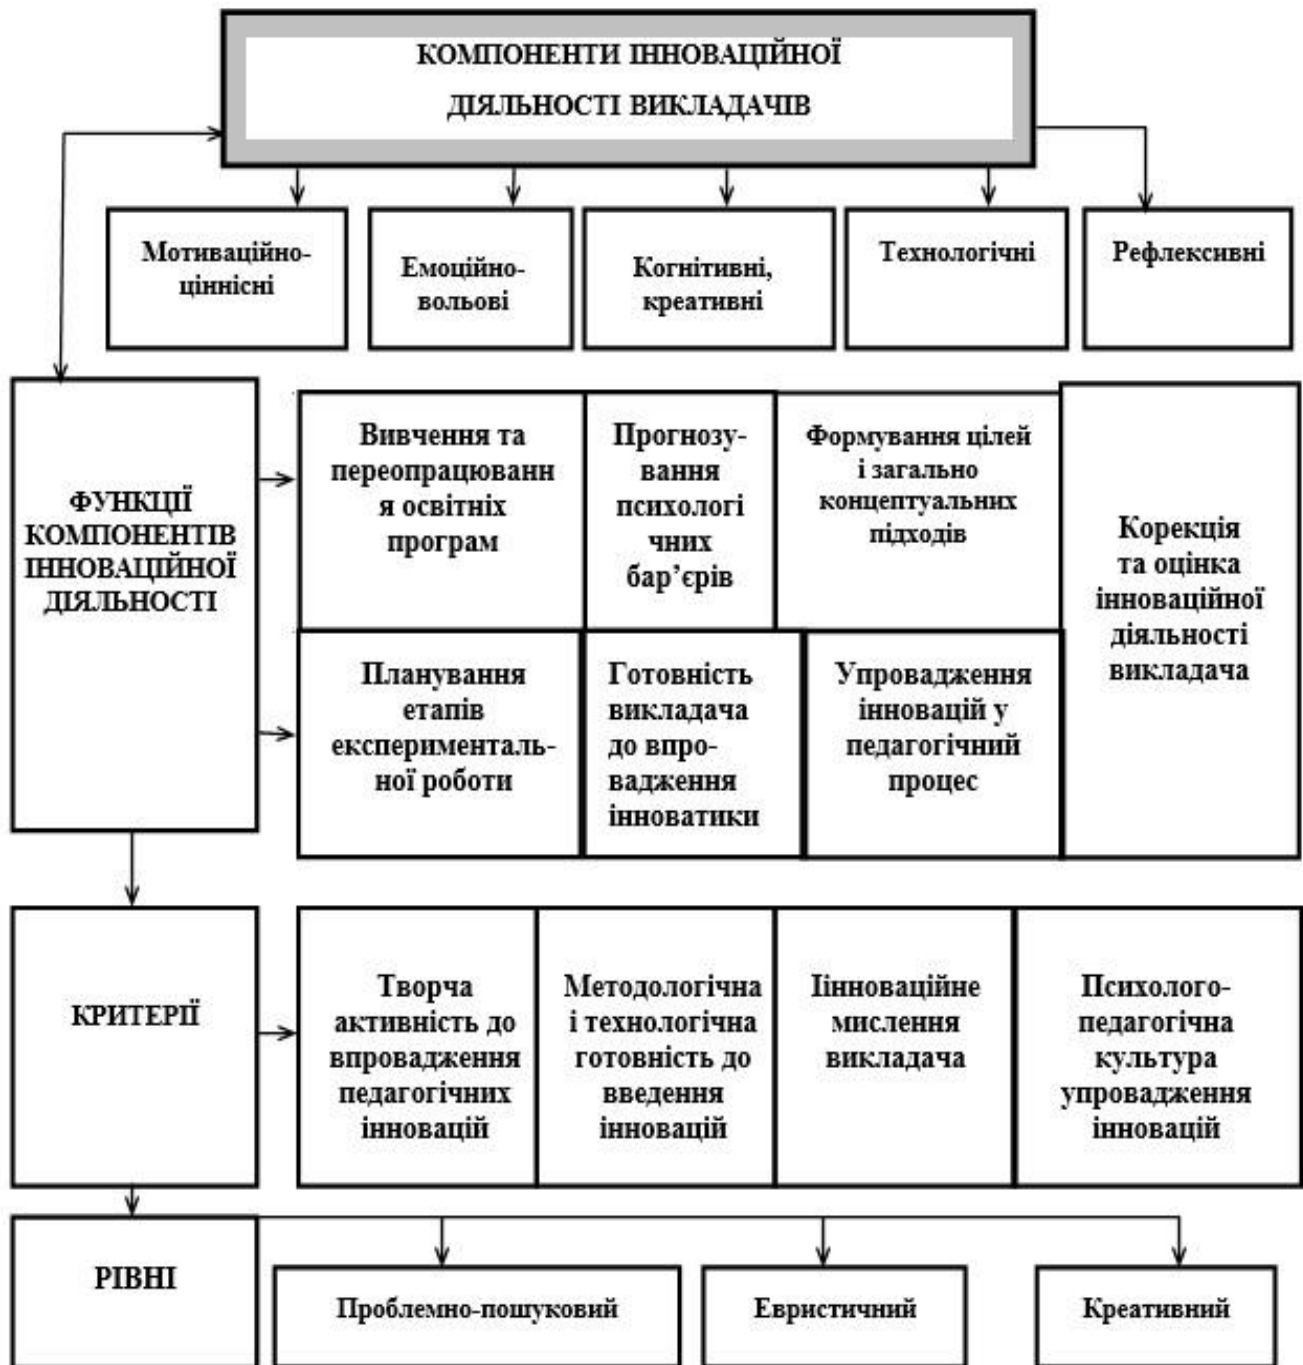 КОМПОНЕНТИ ІННОВАЦІЙНОЇ
ДІЯЛЬНОСТІ ВИКЛАДАЧІВ
Мотиваційно-
ціннісні
Емоційно-
вольові
Когнітивні,
креативні
Технологічні
Рефлексивні
ФУНКЦІЇ
КОМПОНЕНТІВ
ІННОВАЦІЙНОЇ
ДІЯЛЬНОСТІ
Вивчення та
переопрацюванн
я освітніх
програм
Прогнозу-
вання
психологі
чних
бар’єрів
Формування цілей
і загально
концептуальних
підходів
Корекція
та оцінка
інноваційної
діяльності
викладача
Планування
етапів
експерименталь-
ної роботи
Готовність
викладача
до впро-
вадження
інноватики
Упровадження
інновацій у
педагогічний
процес
КРИТЕРІЇ
Творча
активність до
впровадження
педагогічних
інновацій
Методологічна
і технологічна
готовність до
введення
інновацій
Іінноваційне
мислення
викладача
Психолого-
педагогічна
культура
упровадження
інновацій
РІВНІ
Проблемно-пошуковий
Евристичний
Креативний